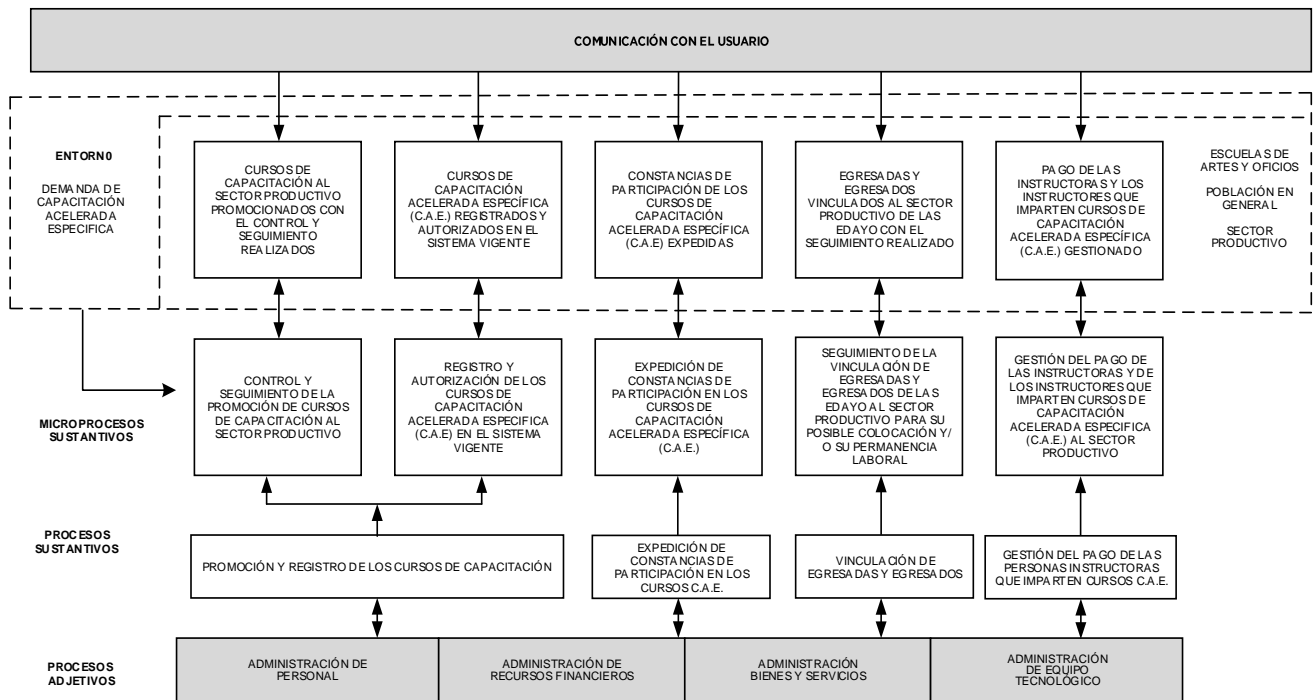 COMUNICACIÓN CON EL USUARIO
ENTORN0
DEMANDA DE
CAPACITACIÓN
ACELERADA
ESPECIFICA
CURSOS DE
CAPACITACIÓN AL
SECTOR PRODUCTIVO
PROMOCIONADOS CON
EL CONTROL Y
SEGUIMIENTO
REALIZADOS
CURSOS DE
CAPACITACIÓN
ACELERADA ESPECÍFICA
(C.A.E.) REGISTRADOS Y
AUTORIZADOS EN EL
SISTEMA VIGENTE
CONSTANCIAS DE
PARTICIPACIÓN DE LOS
CURSOS DE
CAPACITACIÓN
ACELERADA ESPECÍFICA
(C.A.E) EXPEDIDAS
EGRESADAS Y
EGRESADOS
VINCULADOS AL SECTOR
PRODUCTIVO DE LAS
EDAYO CON EL
SEGUIMIENTO REALIZADO
PAGO DE LAS
INSTRUCTORAS Y LOS
INSTRUCTORES QUE
IMPARTEN CURSOS DE
CAPACITACIÓN
ACELERADA ESPECÍFICA
(C.A.E.) GESTIONADO
ESCUELAS DE
ARTES Y OFICIOS
POBLACIÓN EN
GENERAL
SECTOR
PRODUCTIVO
MICROPROCESOS
SUSTANTIVOS
CONTROL Y
SEGUIMIENTO DE LA
PROMOCIÓN DE CURSOS
DE CAPACITACIÓN AL
SECTOR PRODUCTIVO
REGISTRO Y
AUTORIZACIÓN DE LOS
CURSOS DE
CAPACITACIÓN
ACELERADA ESPECIFICA
(C.A.E) EN EL SISTEMA
VIGENTE
EXPEDICIÓN DE
CONSTANCIAS DE
PARTICIPACIÓN EN LOS
CURSOS DE
CAPACITACIÓN
ACELERADA ESPECÍFICA
(C.A.E.)
SEGUIMIENTO DE LA
VINCULACIÓN DE
EGRESADAS Y
EGRESADOS DE LAS
EDAYO AL SECTOR
PRODUCTIVO PARA SU
POSIBLE COLOCACIÓN Y/
O SU PERMANENCIA
LABORAL
GESTIÓN DEL PAGO DE
LAS INSTRUCTORAS Y DE
LOS INSTRUCTORES QUE
IMPARTEN CURSOS DE
CAPACITACIÓN
ACELERADA ESPECÍFICA
(C.A.E.) AL SECTOR
PRODUCTIVO
PROCESOS
SUSTANTIVOS
PROMOCIÓN Y REGISTRO DE LOS CURSOS DE CAPACITACIÓN
EXPEDICIÓN DE
CONSTANCIAS DE
PARTICIPACIÓN EN LOS
CURSOS C.A.E.
VINCULACIÓN DE
EGRESADAS Y EGRESADOS
GESTIÓN DEL PAGO DE LAS
PERSONAS INSTRUCTORAS
QUE IMPARTEN CURSOS C.A.E.
PROCESOS
ADJETIVOS
ADMINISTRACIÓN DE
PERSONAL
ADMINISTRACIÓN DE
RECURSOS FINANCIEROS
ADMINISTRACIÓN
BIENES Y SERVICIOS
ADMINISTRACIÓN
DE EQUIPO
TECNOLÓGICO